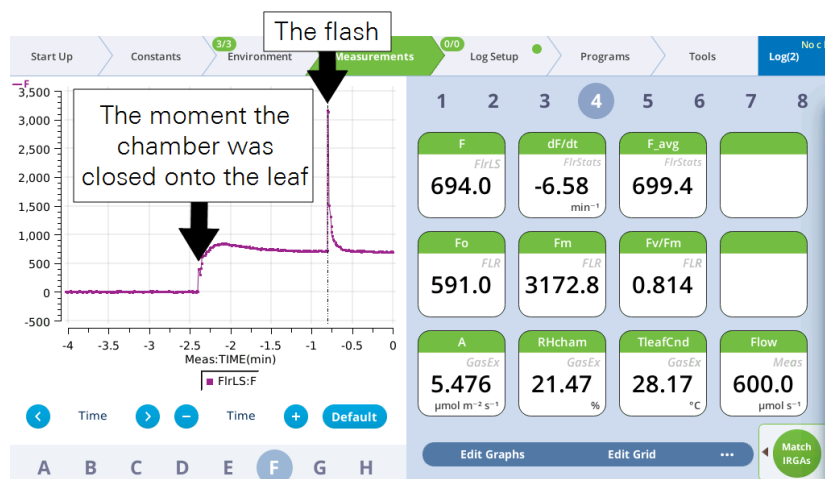 The flash
No c
Start Up
Constants
3/3
Environment
Measurements
0/0
Log Setup
Programs
Tools
Log(2)
F
3,500
3,000
2,500
2,000
1,500
1,000
500
0
-500
The moment the
chamber was
closed onto the leaf
-4 -3.5 -3 -2.5 -2 -1.5 -1 -0.5 0
Meas:TIME(min)
FlrLS:F
Time
Time
Default
A B C D E F G H
1 2 3 4 5 6 7 8
F
FlrLS
694.0
dF/dt
FlrStats
-6.58
min⁻¹
F_avg
FlrStats
699.4
Fo
FLR
591.0
Fm
FLR
3172.8
Fv/Fm
FLR
0.814
A
GasEx
5.476
μmol m⁻² s⁻¹
RHcham
GasEx
21.47
%
TleafCnd
GasEx
28.17
°C
Flow
Meas
600.0
μmol s⁻¹
Edit Graphs
Edit Grid
...
Match
IRGAs